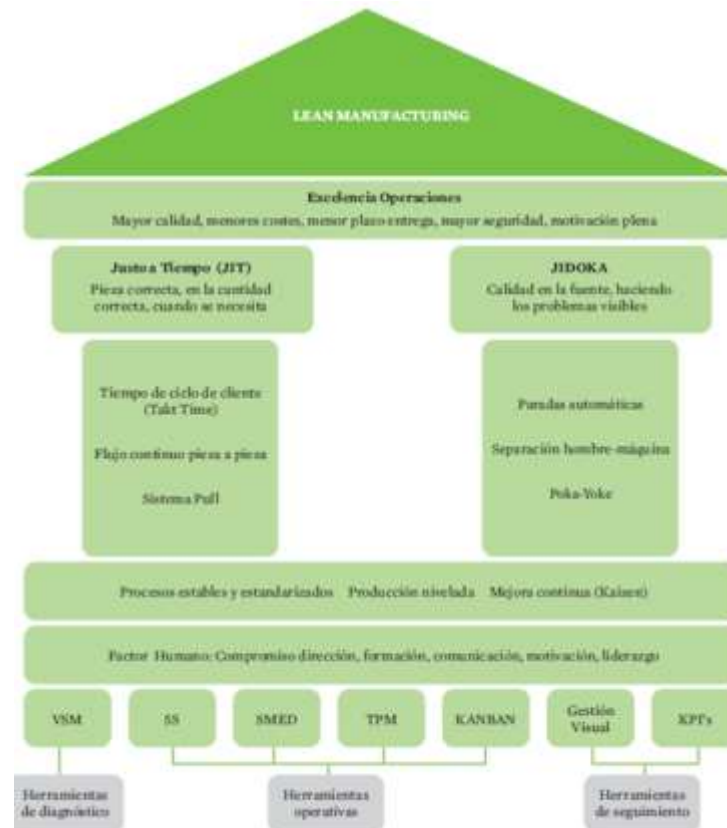 LEAN MANUFACTURING
Excelencia Operaciones
Mayor calidad, menores costes, menor plazo entrega, mayor seguridad, motivación plena
Justo a Tiempo (JIT)
Pieza correcta, en la cantidad
correcta, cuando se necesita
JIDOKA
Calidad en la fuente, haciendo
los problemas visibles
Tiempo de ciclo de cliente
(Takt Time)
Flujo continuo pieza a pieza
Sistema Pull
Paradas automáticas
Separación hombre-máquina
Poka-Yoke
Procesos estables y estandarizados Producción nivelada Mejora continua (Kaizen)
Factor Humano: Compromiso dirección, formación, comunicación, motivación, liderazgo
VSM
5S
SMED
TPM
KANBAN
Gestión
Visual
KPI's
Herramientas
de diagnóstico
Herramientas
operativas
Herramientas
de seguimiento